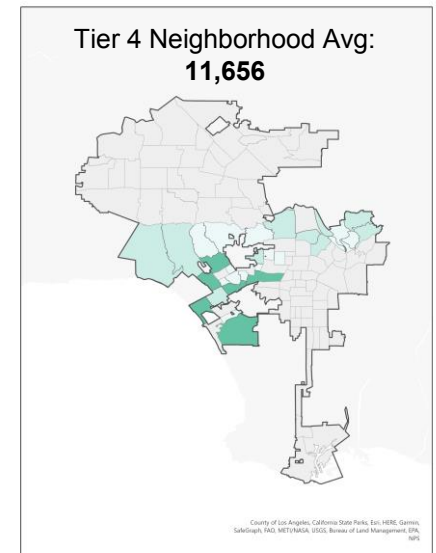 Tier 4 Neighborhood Avg:
11,656
County of Los Angeles, California State Parks, Esri, HERE, Garmin,
SafeGraph, FAO, METI/NASA, USGS, Bureau of Land Management, EPA,
NPS